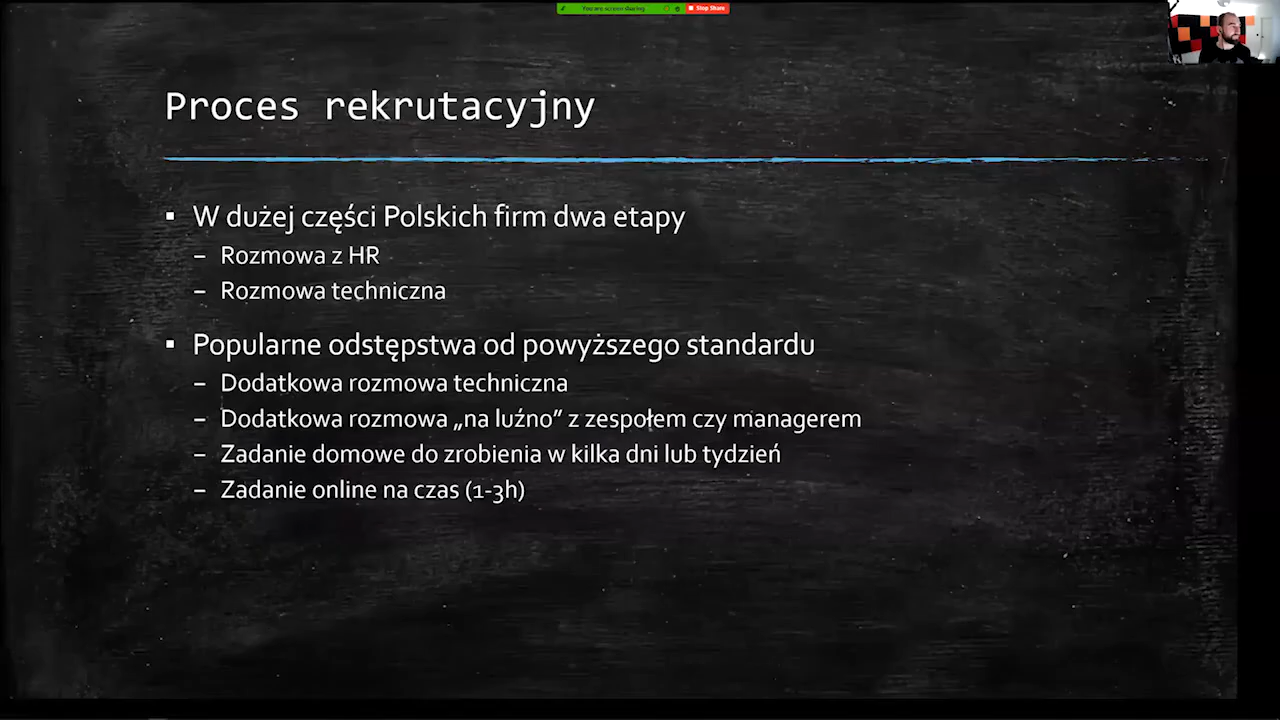 You are screen sharing
Stop Share
Proces rekrutacyjny
▪ W dużej części Polskich firm dwa etapy
– Rozmowa z HR
– Rozmowa techniczna
▪ Popularne odstępstwa od powyższego standardu
– Dodatkowa rozmowa techniczna
– Dodatkowa rozmowa „na luźno” z zespołem czy managerem
– Zadanie domowe do zrobienia w kilka dni lub tydzień
– Zadanie online na czas (1-3h)